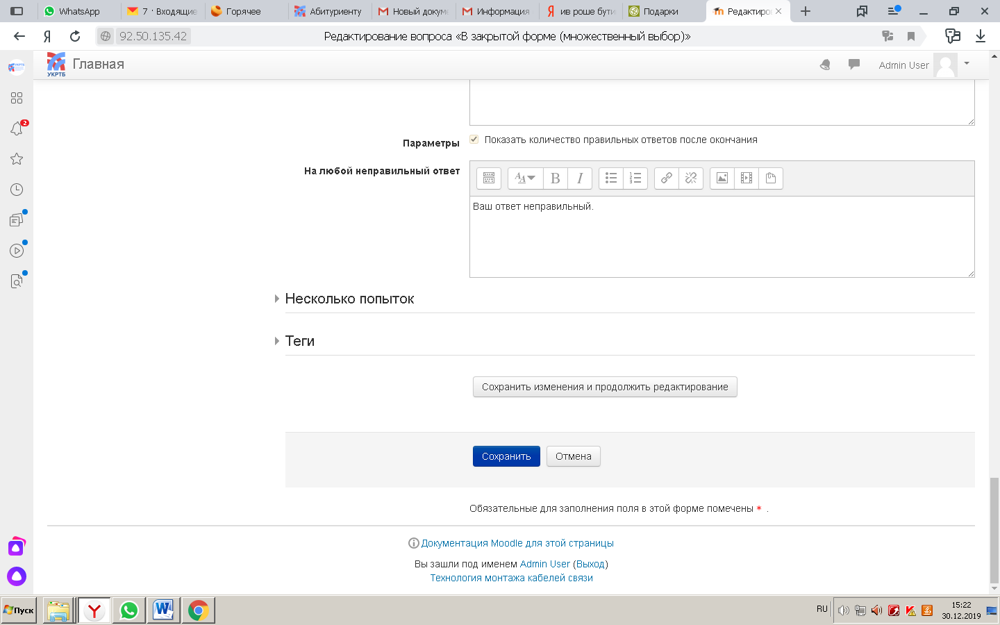 WhatsApp
7 · Входящие
Горячее
Абитуриенту
Новый докум
Информация
ив роше бути
Подарки
Редактиро
Я
92.50.135.42
Редактирование вопроса «В закрытой форме (множественный выбор)»
УКРТБ
Главная
Admin User
2
Параметры
Показать количество правильных ответов после окончания
На любой неправильный ответ
B
I
Ваш ответ неправильный.
Несколько попыток
Теги
Сохранить изменения и продолжить редактирование
Сохранить
Отмена
Обязательные для заполнения поля в этой форме помечены * .
Документация Moodle для этой страницы
Вы зашли под именем Admin User (Выход)
Технология монтажа кабелей связи
Пуск
RU
15:22
30.12.2019